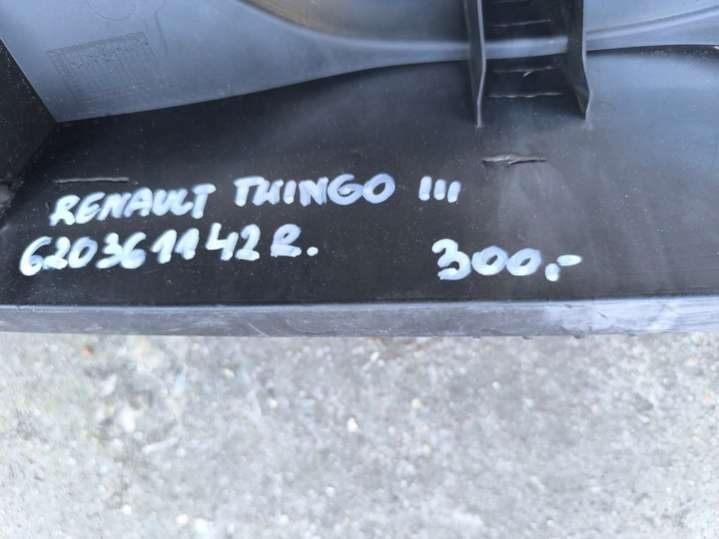 RENAULT TWINGO III
620361142R.
300,-